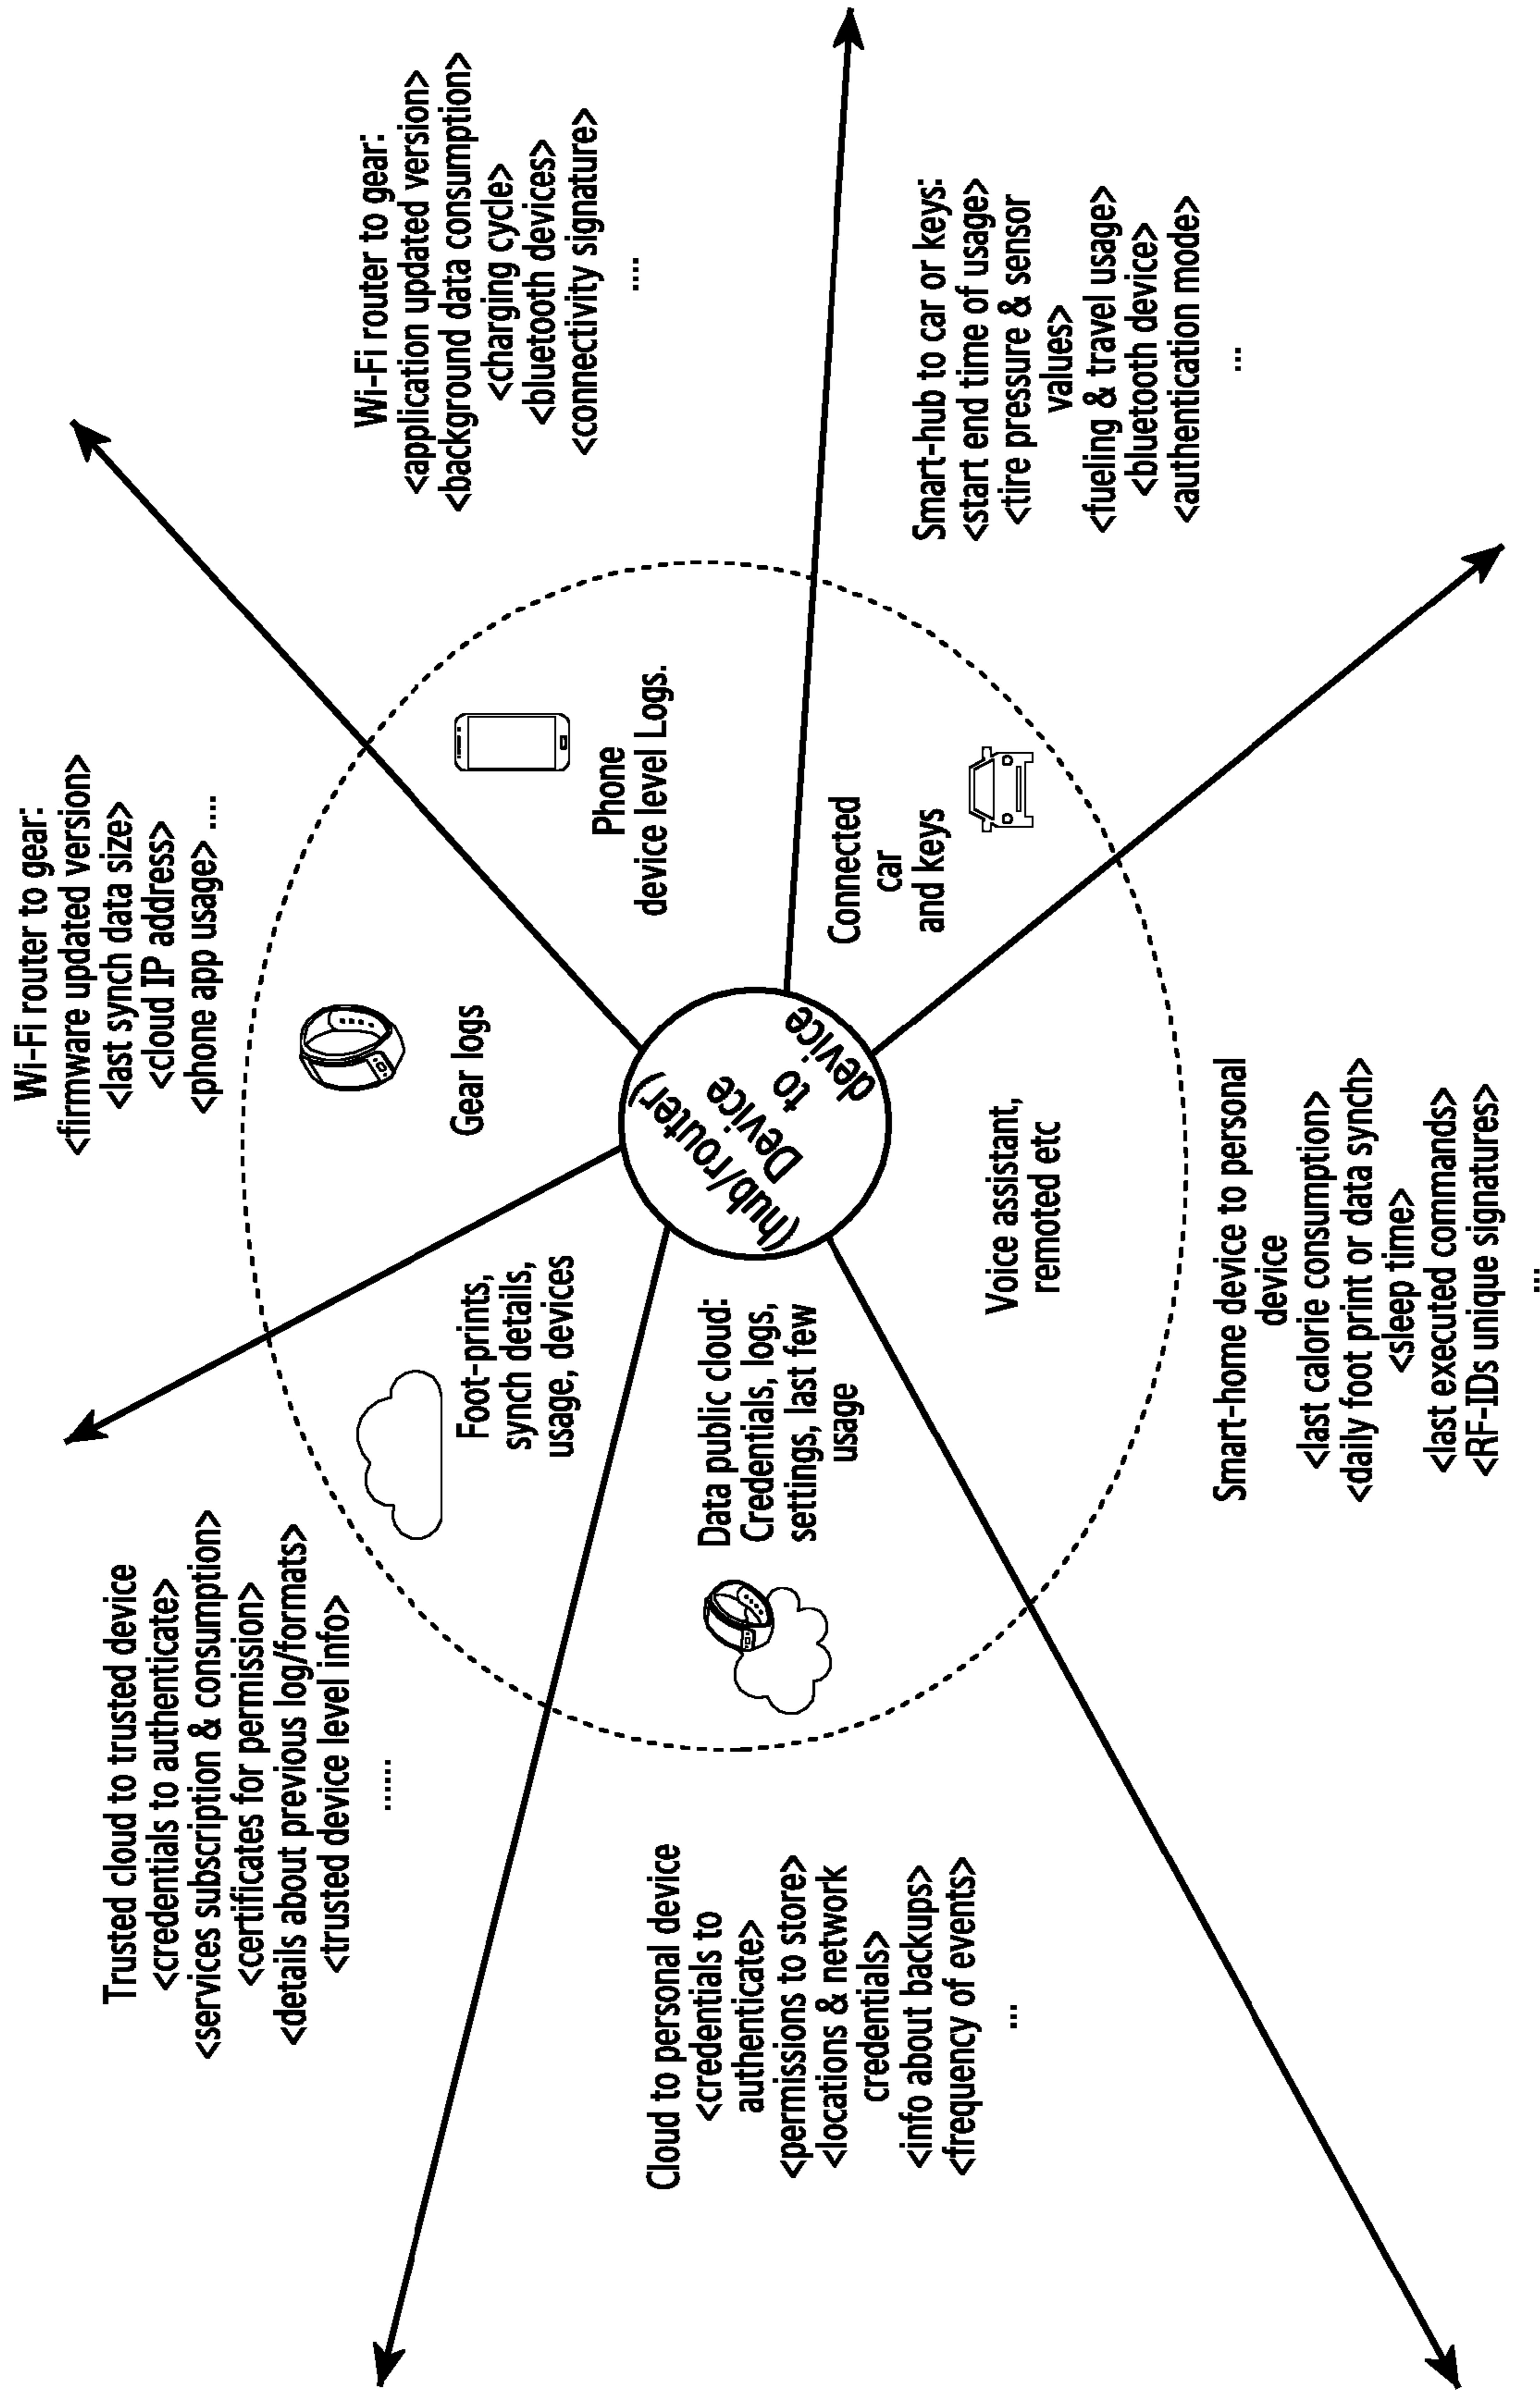 Trusted cloud to trusted device
<credentials to authenticate>
<services subscription & consumption>
<certificates for permission>
<details about previous log/formats>
<trusted device level info>
.....
Wi-Fi router to gear:
<firmware updated version>
<last synch data size>
<cloud IP address>
<phone app usage> ....
Wi-Fi router to gear:
<application updated version>
<background data consumption>
<charging cycle>
<bluetooth devices>
<connectivity signature>
....
Foot-prints,
synch details,
usage, devices
Gear logs
Phone
device level Logs.
Cloud to personal device
<credentials to
authenticate>
<permissions to store>
<locations & network
credentials>
<info about backups>
<frequency of events>
...
Data public cloud:
Credentials, logs,
settings, last few
usage
(hub/router)
Device
to
device
Connected
car
and keys
Smart-hub to car or keys:
<start end time of usage>
<tire pressure & sensor
values>
<fueling & travel usage>
<bluetooth device>
<authentication mode>
...
Voice assistant,
remoted etc
Smart-home device to personal
device
<last calorie consumption>
<daily foot print or data synch>
<sleep time>
<last executed commands>
<RF-IDs unique signatures>
...